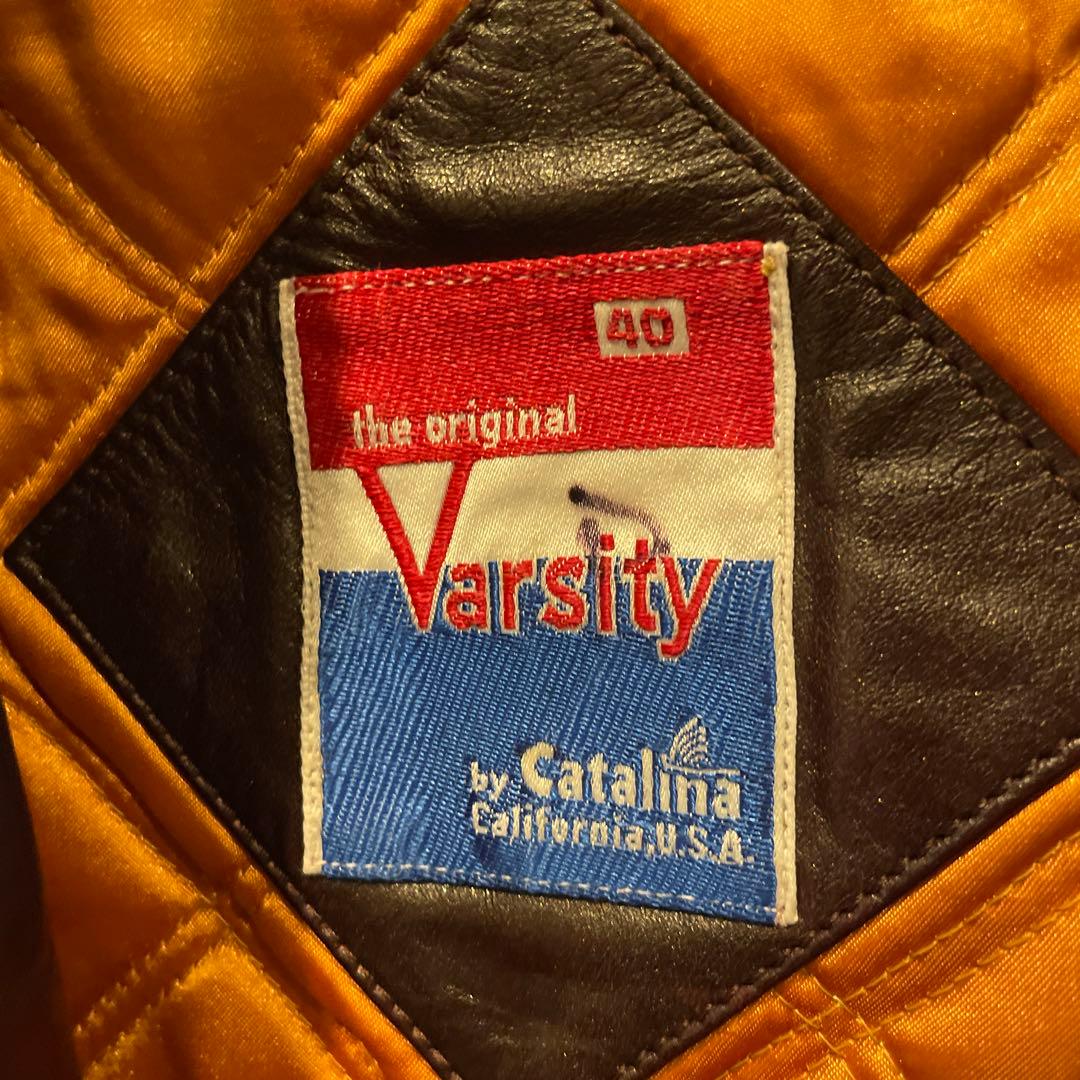 40
the original
Varsity
by Catalina
California, U.S.A.